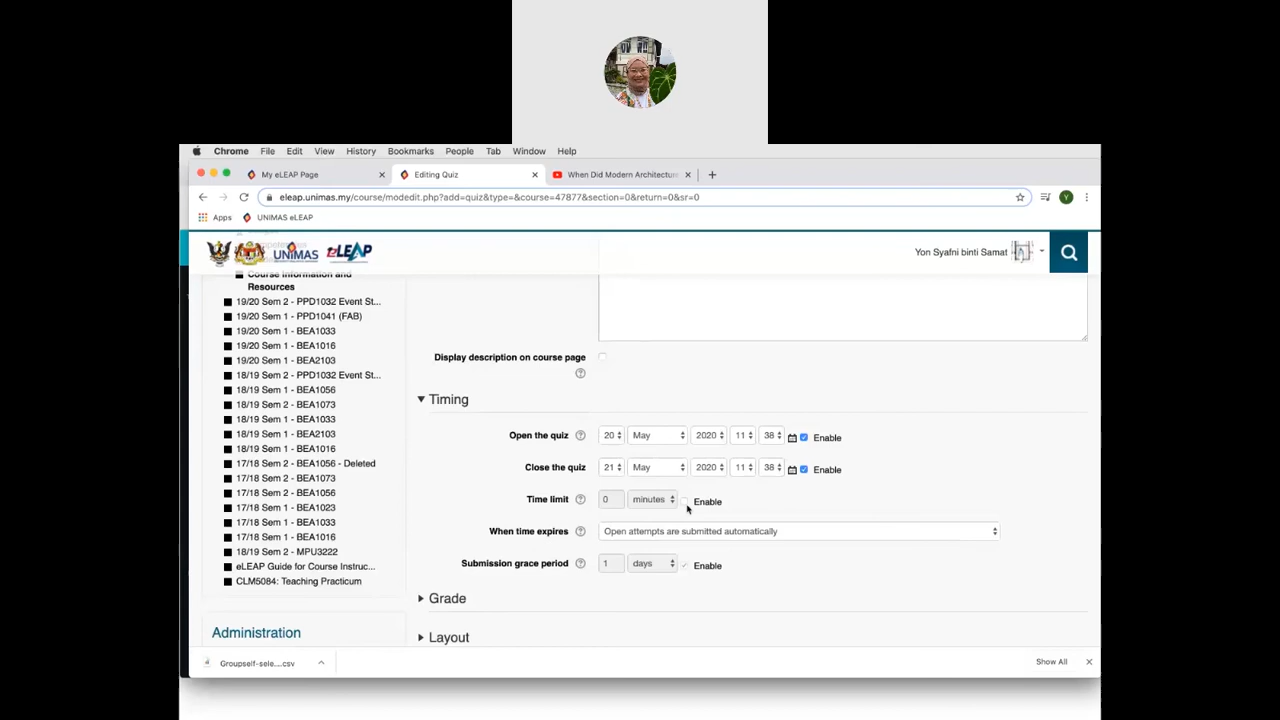 Chrome File Edit View History Bookmarks People Tab Window Help
My eLEAP Page
Editing Quiz
When Did Modern Architecture
eleap.unimas.my/course/modedit.php?add=quiz&type=&course=47877&section=0&return=0&sr=0
Y
Apps
UNIMAS eLEAP
UNIMAS
eLEAP
Yon Syafni binti Samat
Course Information and
Resources
19/20 Sem 2 - PPD1032 Event St...
19/20 Sem 1 - PPD1041 (FAB)
19/20 Sem 1 - BEA1033
19/20 Sem 1 - BEA1016
19/20 Sem 1 - BEA2103
18/19 Sem 2 - PPD1032 Event St...
18/19 Sem 1 - BEA1056
18/19 Sem 2 - BEA1073
18/19 Sem 1 - BEA1033
18/19 Sem 1 - BEA2103
18/19 Sem 1 - BEA1016
17/18 Sem 2 - BEA1056 - Deleted
17/18 Sem 2 - BEA1073
17/18 Sem 2 - BEA1056
17/18 Sem 1 - BEA1023
17/18 Sem 1 - BEA1033
17/18 Sem 1 - BEA1016
18/19 Sem 2 - MPU3222
eLEAP Guide for Course Instruc...
CLM5084: Teaching Practicum
Administration
Display description on course page
Timing
Open the quiz 20 May 2020 11 38 Enable
Close the quiz 21 May 2020 11 38 Enable
Time limit 0 minutes Enable
When time expires Open attempts are submitted automatically
Submission grace period 1 days Enable
Grade
Layout
Groupself-sele....csv
Show All